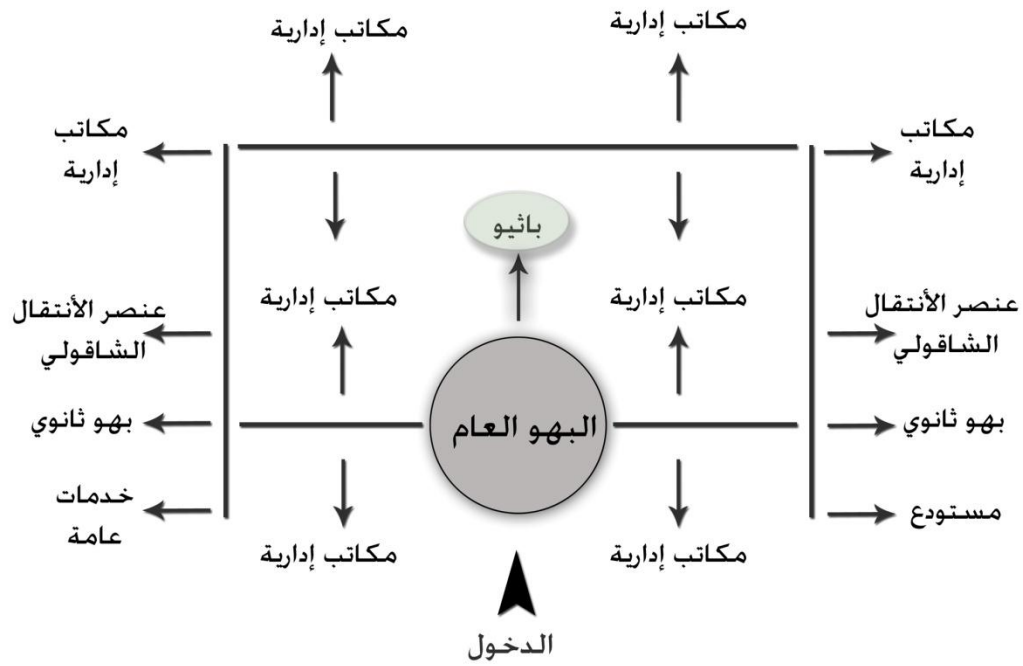 مكاتب إدارية
مكاتب إدارية
مكاتب
إدارية
مكاتب
إدارية
باثيو
مكاتب إدارية
مكاتب إدارية
عنصر الأنتقال
الشاقولي
عنصر الأنتقال
الشاقولي
بهو ثانوي
البهو العام
بهو ثانوي
مستودع
خدمات
عامة
مكاتب إدارية
مكاتب إدارية
الدخول